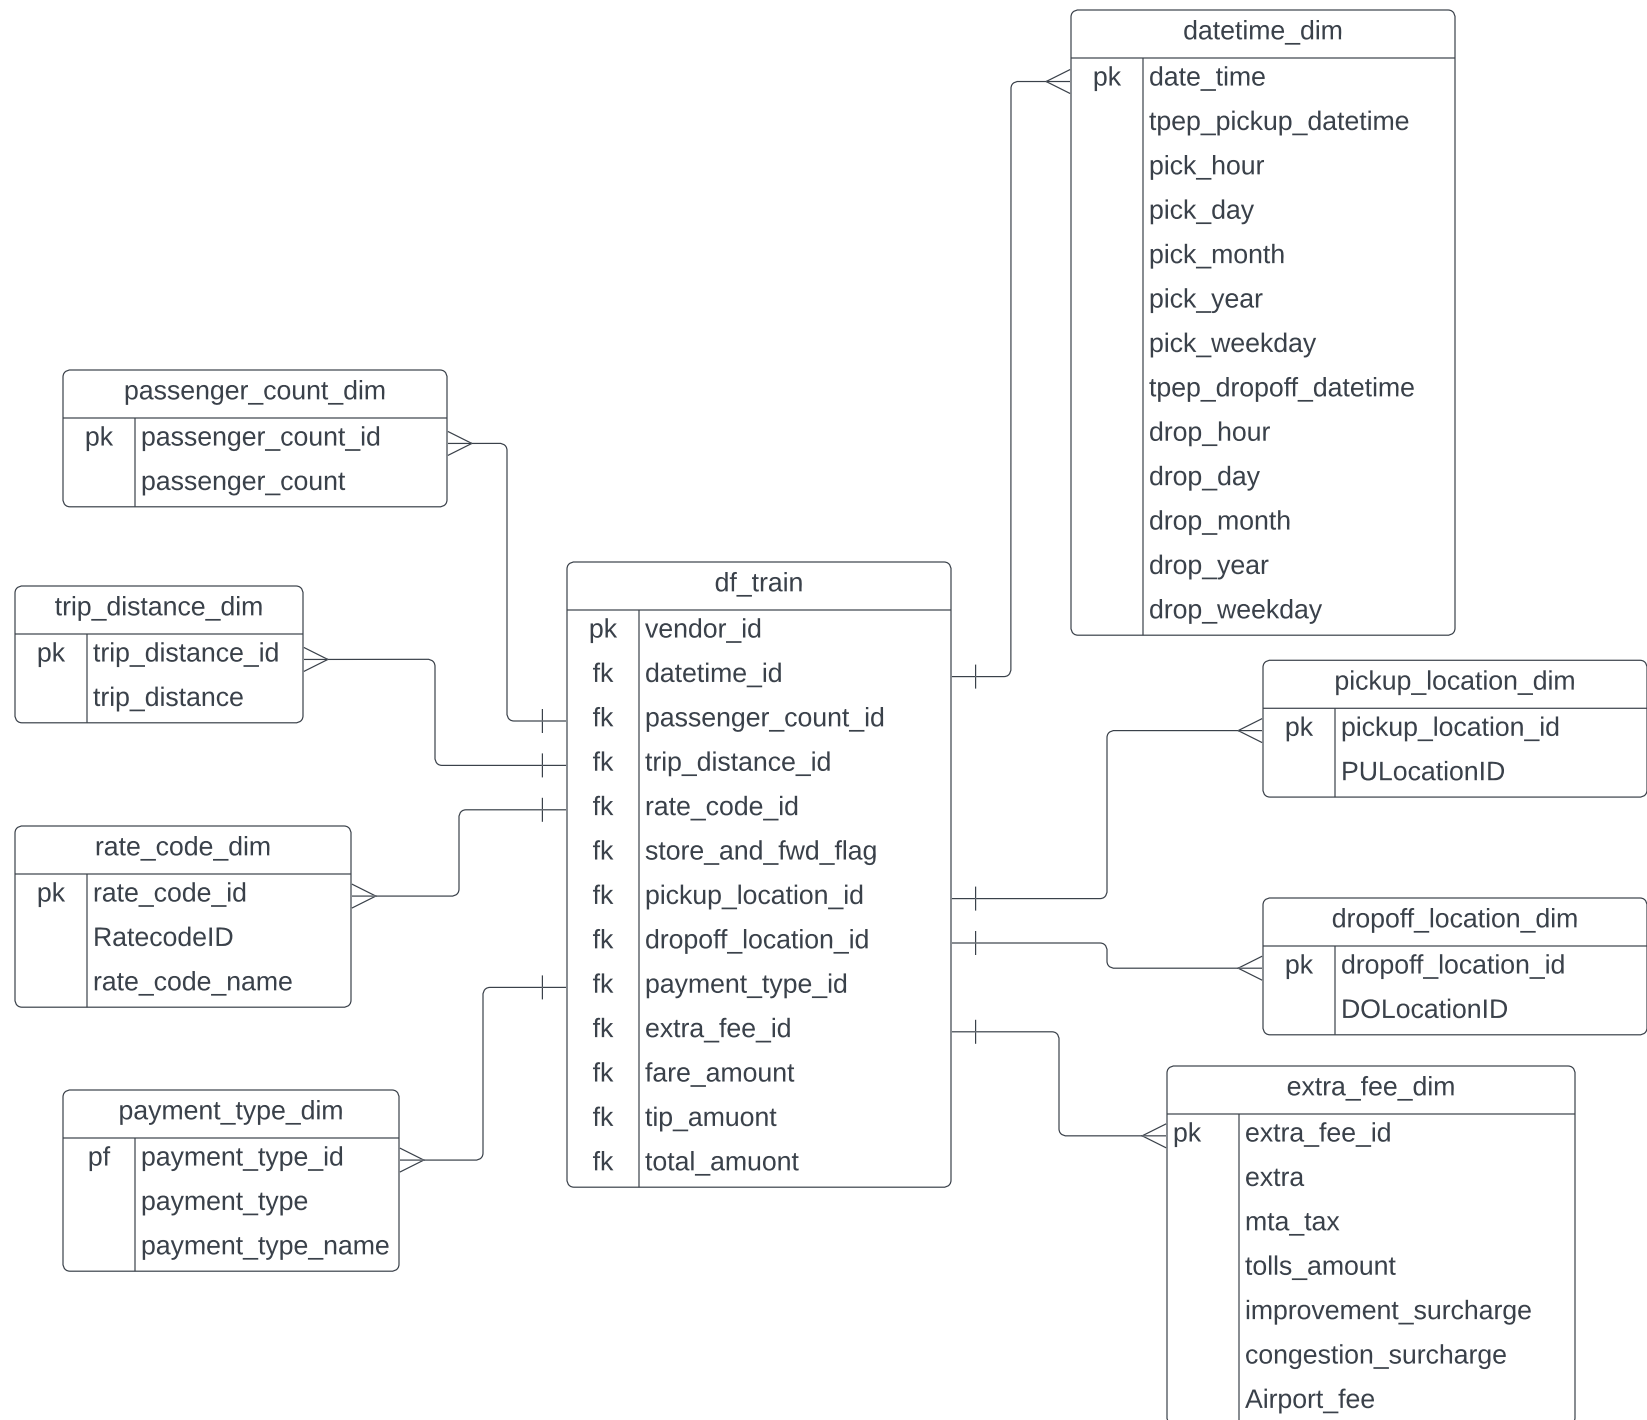 datetime_dim
pk date_time
tpep_pickup_datetime
pick_hour
pick_day
pick_month
pick_year
pick_weekday
tpep_dropoff_datetime
drop_hour
drop_day
drop_month
drop_year
drop_weekday
passenger_count_dim
pk passenger_count_id
passenger_count
trip_distance_dim
pk trip_distance_id
trip_distance
rate_code_dim
pk rate_code_id
RatecodeID
rate_code_name
payment_type_dim
pf payment_type_id
payment_type
payment_type_name
df_train
pk vendor_id
fk datetime_id
fk passenger_count_id
fk trip_distance_id
fk rate_code_id
fk store_and_fwd_flag
fk pickup_location_id
fk dropoff_location_id
fk payment_type_id
fk extra_fee_id
fk fare_amount
fk tip_amuont
fk total_amuont
pickup_location_dim
pk pickup_location_id
PULocationID
dropoff_location_dim
pk dropoff_location_id
DOLocationID
extra_fee_dim
pk extra_fee_id
extra
mta_tax
tolls_amount
improvement_surcharge
congestion_surcharge
Airport_fee